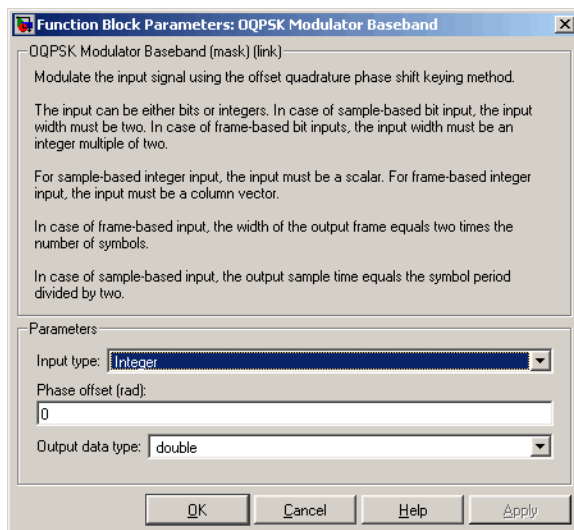 Function Block Parameters: OQPSK Modulator Baseband
OQPSK Modulator Baseband (mask) (link)
Modulate the input signal using the offset quadrature phase shift keying method.
The input can be either bits or integers. In case of sample-based bit input, the input
width must be two. In case of frame-based bit inputs, the input width must be an
integer multiple of two.
For sample-based integer input, the input must be a scalar. For frame-based integer
input, the input must be a column vector.
In case of frame-based input, the width of the output frame equals two times the
number of symbols.
In case of sample-based input, the output sample time equals the symbol period
divided by two.
Parameters
Input type: Integer
Phase offset (rad):
0
Output data type: double
OK Cancel Help Apply